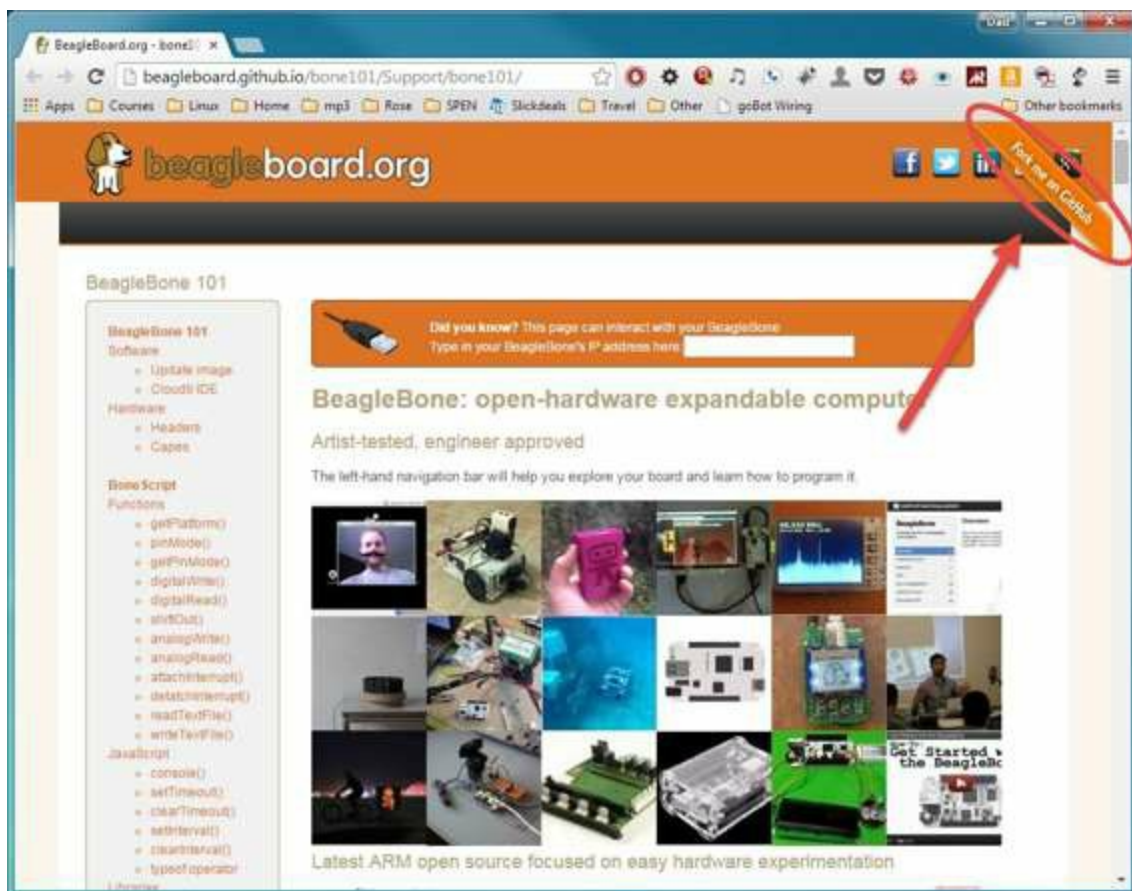 Dad
BeagleBoard.org - bone1
beagleboard.github.io/bone101/Support/bone101/
Apps Courses Linux Home mp3 Rose SPEN Slickdeals Travel Other goBot Wiring Other bookmarks
beagleboard.org
Fork me on GitHub
BeagleBone 101
BeagleBone 101
Software
Update image
Cloud9 IDE
Hardware
Headers
Capes
BoneScript
Functions
getPlatform()
pinMode()
getPinMode()
digitalWrite()
digitalRead()
shiftOut()
analogWrite()
analogRead()
attachInterrupt()
detatchInterrupt()
readTextFile()
writeTextFile()
JavaScript
console()
setTimeout()
clearTimeout()
setInterval()
clearInterval()
typeof operator
Libraries
Did you know? This page can interact with your BeagleBone
Type in your BeagleBone's IP address here
BeagleBone: open-hardware expandable compute
Artist-tested, engineer approved
The left-hand navigation bar will help you explore your board and learn how to program it.
BeagleBone
Get Started w
the BeagleBo
Latest ARM open source focused on easy hardware experimentation